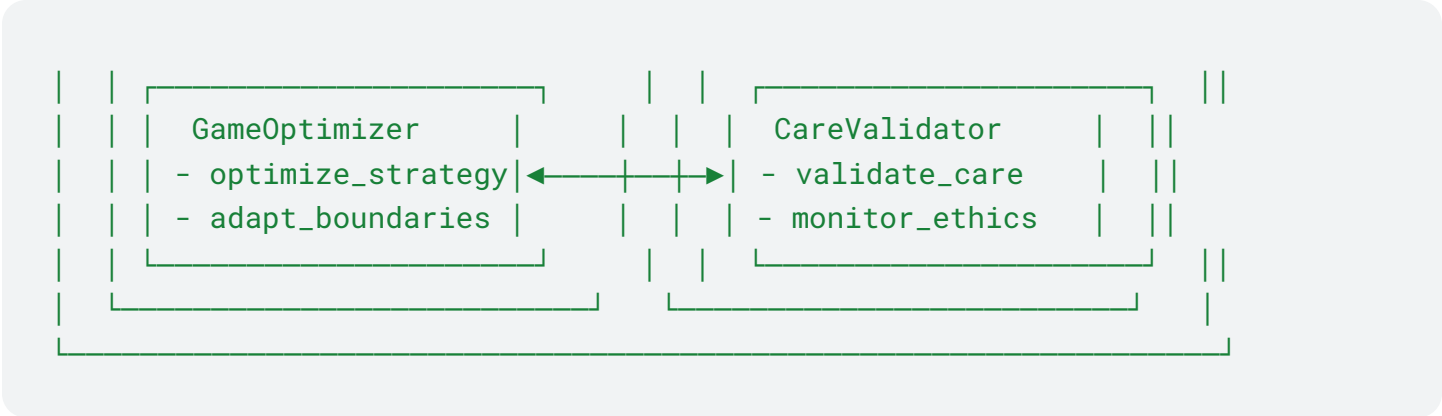 GameOptimizer CareValidator
- optimize_strategy - validate_care
- adapt_boundaries - monitor_ethics